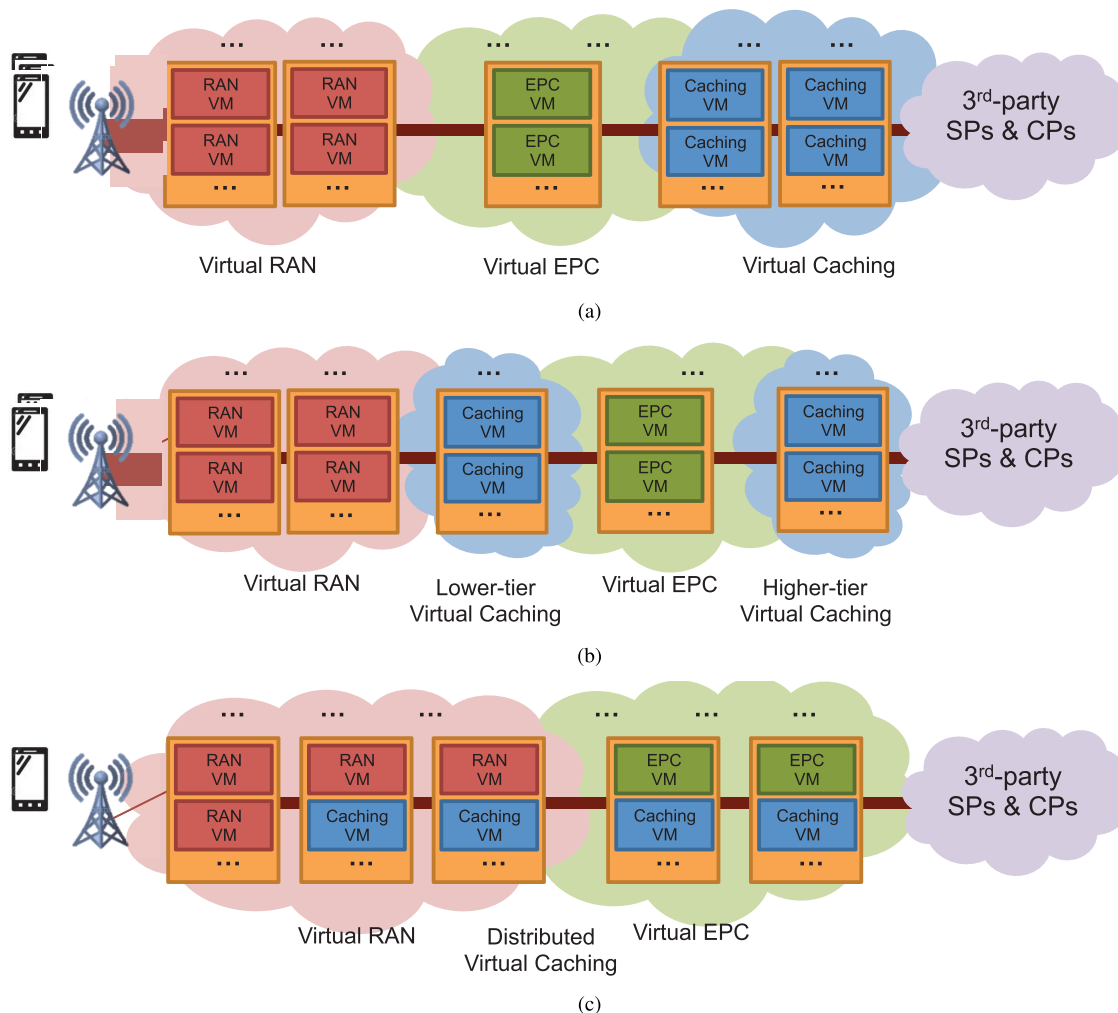 ... ... ... ... ... ...
RAN VM RAN VM EPC VM Caching VM Caching VM
RAN VM RAN VM EPC VM Caching VM Caching VM
... ... ... ... ...
3rd-party
SPs & CPs
Virtual RAN Virtual EPC Virtual Caching
(a)
... ... ... ... ...
RAN VM RAN VM Caching VM EPC VM Caching VM
RAN VM RAN VM Caching VM EPC VM Caching VM
... ... ... ... ...
3rd-party
SPs & CPs
Virtual RAN
Lower-tier
Virtual Caching
Virtual EPC
Higher-tier
Virtual Caching
(b)
... ... ... ... ... ...
RAN VM RAN VM RAN VM EPC VM EPC VM
RAN VM Caching VM Caching VM Caching VM Caching VM
... ... ... ... ...
3rd-party
SPs & CPs
Virtual RAN
Distributed
Virtual Caching
Virtual EPC
(c)